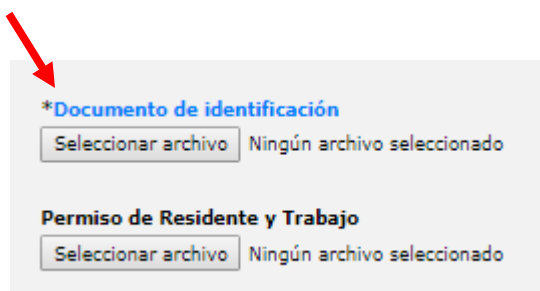 *Documento de identificación
Seleccionar archivo Ningún archivo seleccionado
Permiso de Residente y Trabajo
Seleccionar archivo Ningún archivo seleccionado